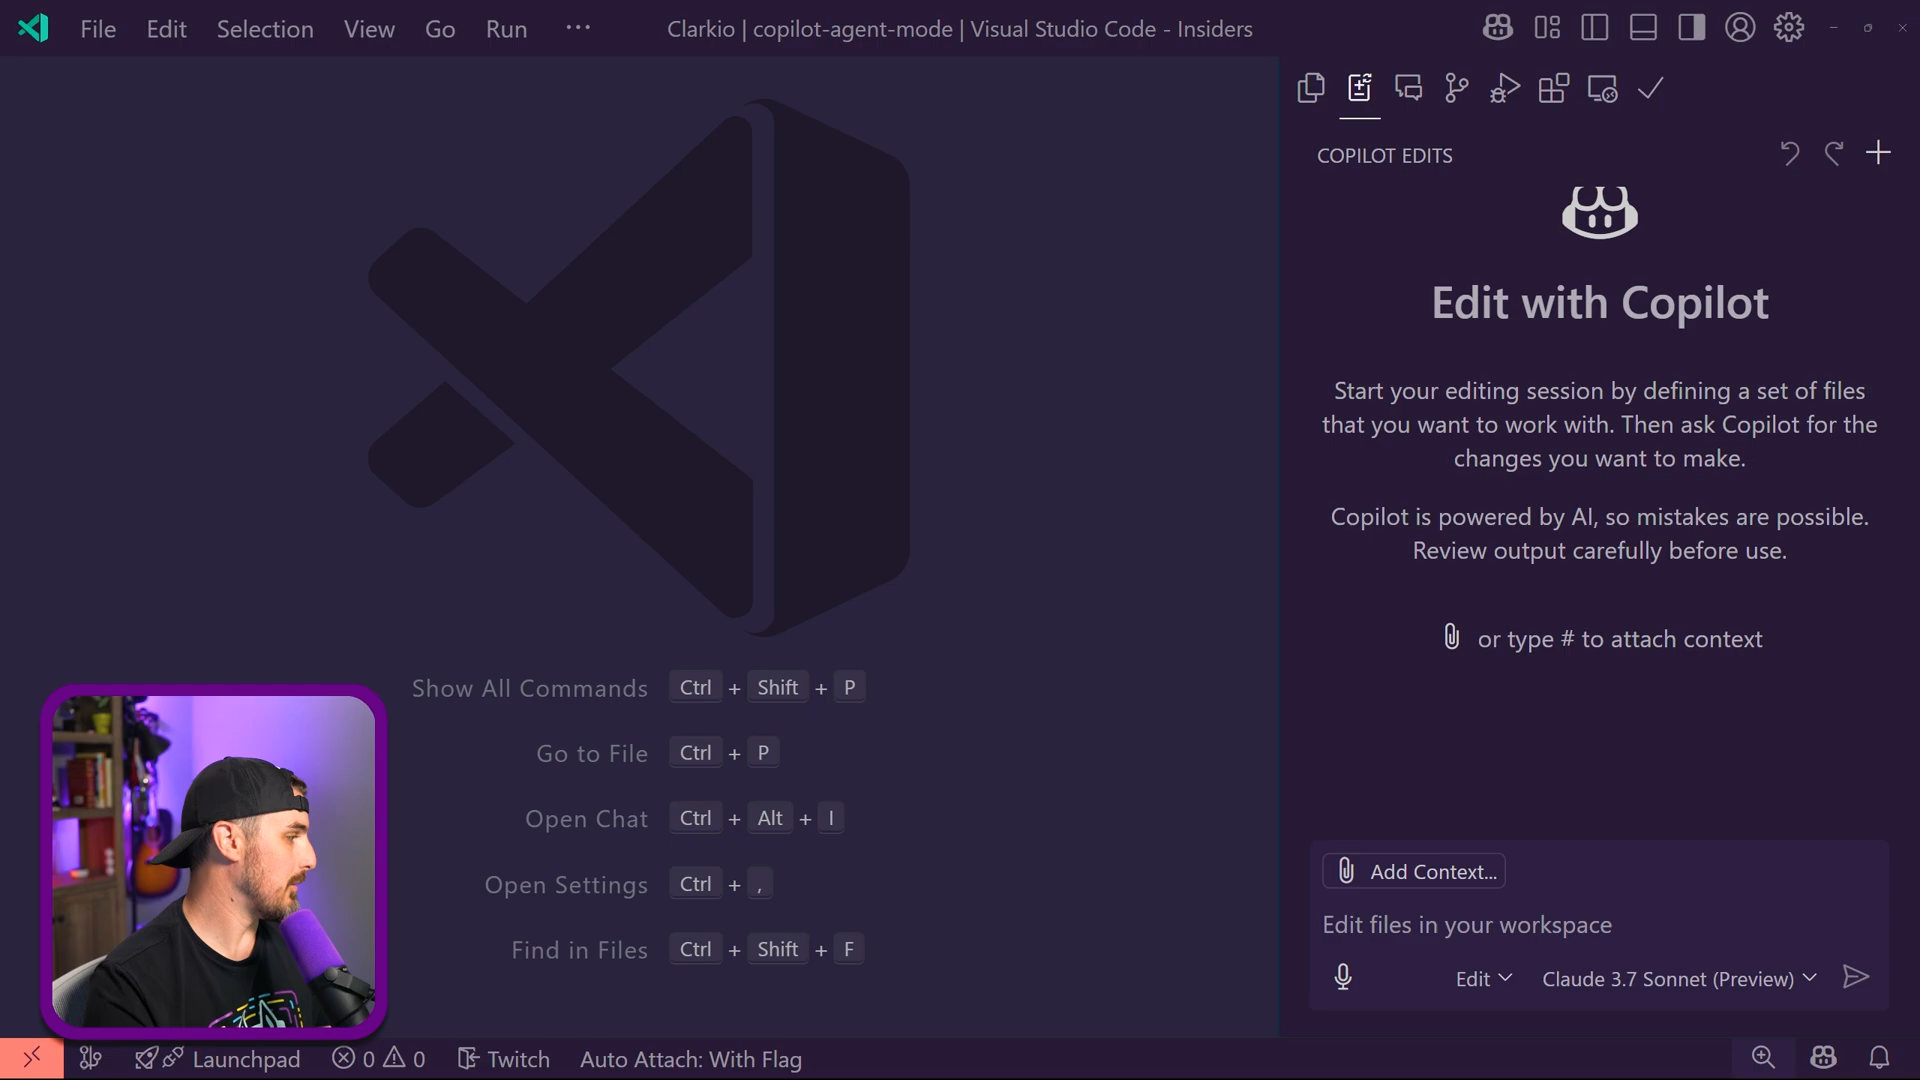 File Edit Selection View Go Run ···
Clarkio | copilot-agent-mode | Visual Studio Code - Insiders
COPILOT EDITS
Edit with Copilot
Start your editing session by defining a set of files
that you want to work with. Then ask Copilot for the
changes you want to make.
Copilot is powered by AI, so mistakes are possible.
Review output carefully before use.
or type # to attach context
Show All Commands Ctrl + Shift + P
Go to File Ctrl + P
Open Chat Ctrl + Alt + I
Open Settings Ctrl + ,
Find in Files Ctrl + Shift + F
Add Context...
Edit files in your workspace
Edit Claude 3.7 Sonnet (Preview)
Launchpad 0 0 Twitch Auto Attach: With Flag